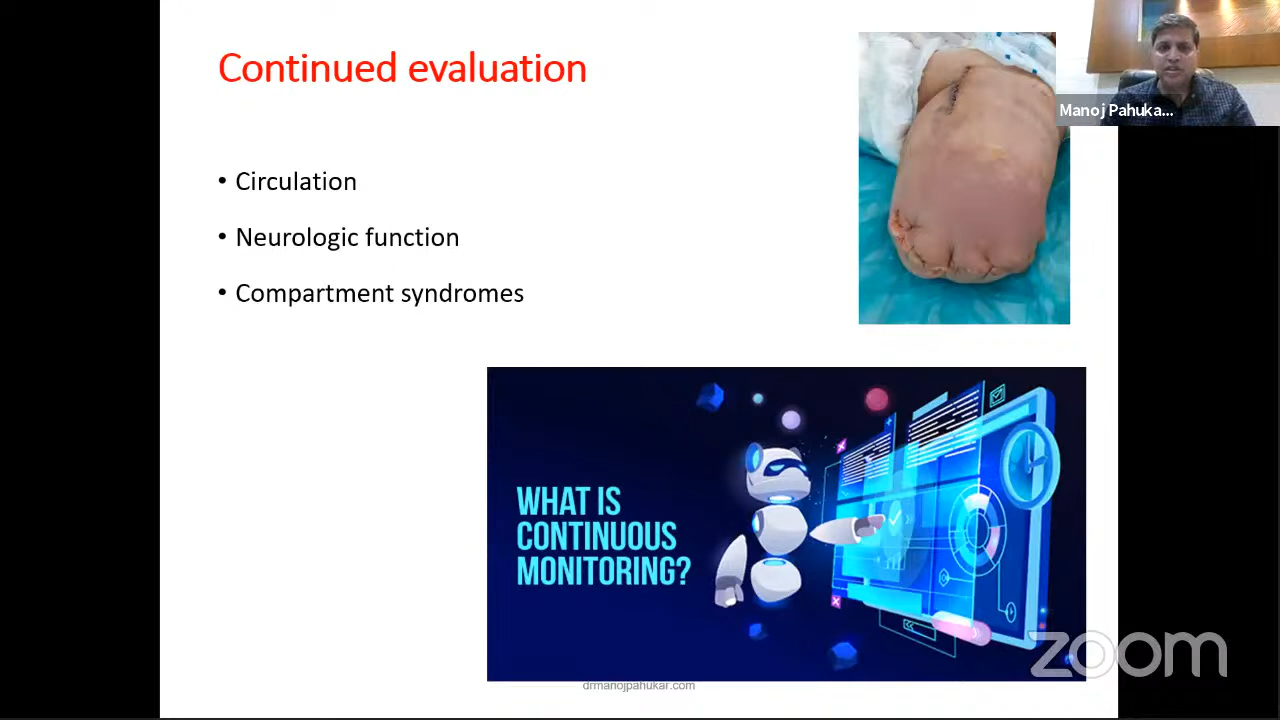 Continued evaluation
Manoj Pahuka...
• Circulation
• Neurologic function
• Compartment syndromes
WHAT IS
CONTINUOUS
MONITORING?
zoom
drmanojpahukar.com